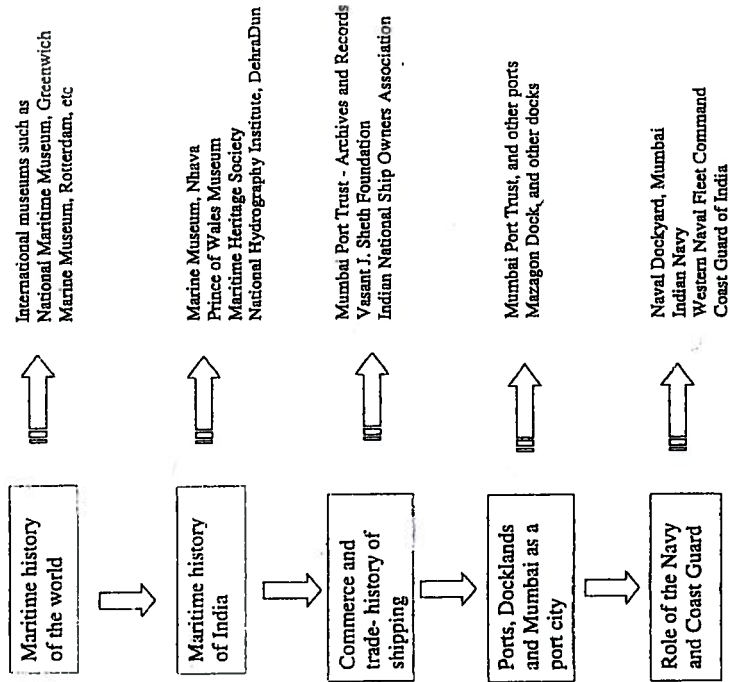 Maritime history
of the world
International museums such as
National Maritime Museum, Greenwich
Marine Museum, Rotterdam, etc
Maritime history
of India
Marine Museum, Nhava
Prince of Wales Museum
Maritime Heritage Society
National Hydrography Institute, DehraDun
Commerce and
trade- history of
shipping
Mumbai Port Trust - Archives and Records
Vasant J. Sheth Foundation
Indian National Ship Owners Association
Ports, Docklands
and Mumbai as a
port city
Mumbai Port Trust, and other ports
Mazagon Dock, and other docks
Role of the Navy
and Coast Guard
Naval Dockyard, Mumbai
Indian Navy
Western Naval Fleet Command
Coast Guard of India